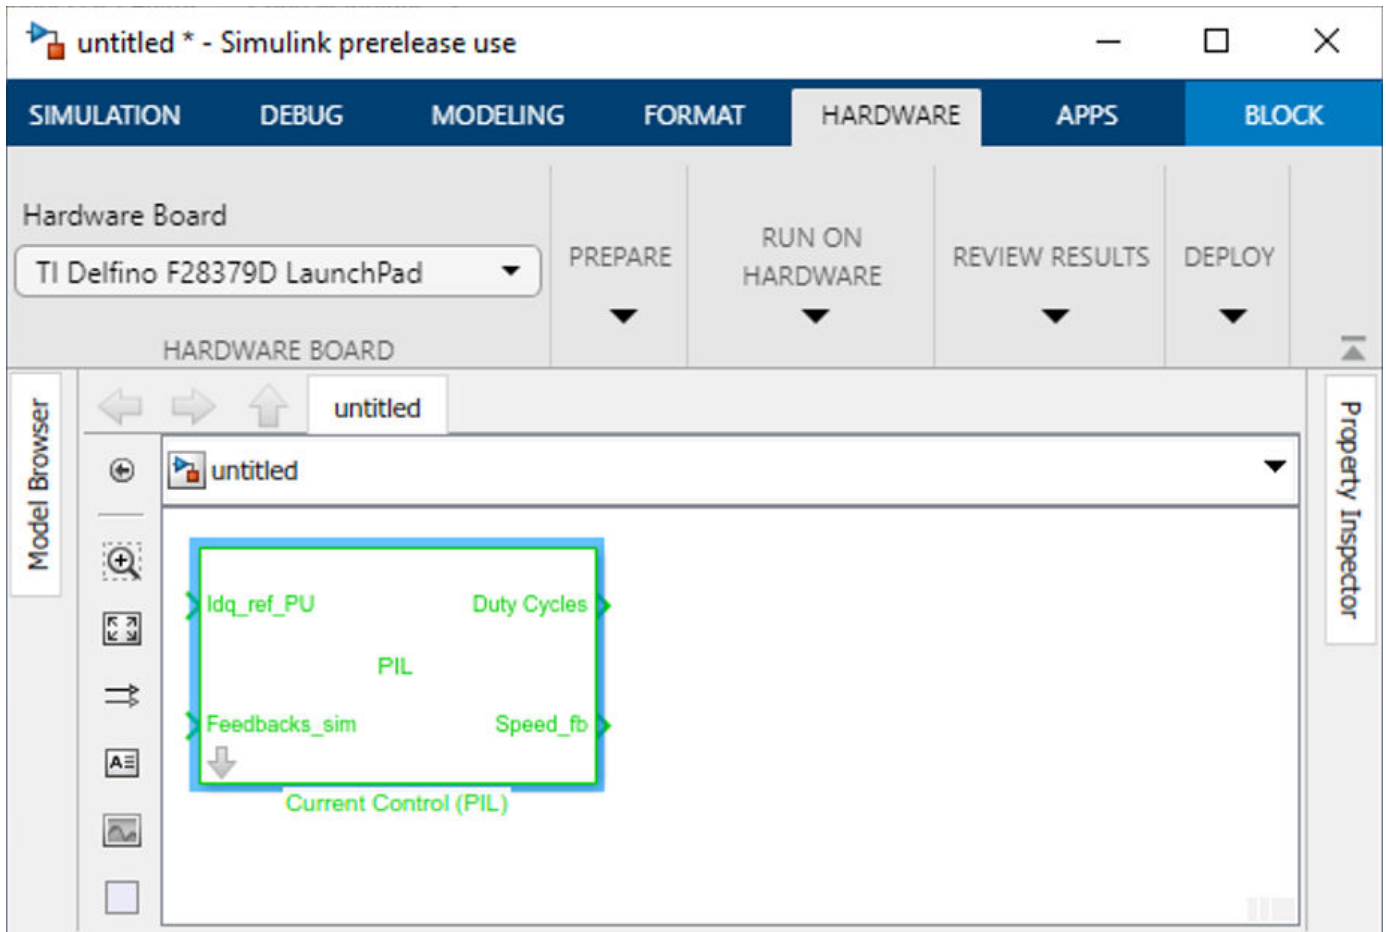 untitled * - Simulink prerelease use
SIMULATION DEBUG MODELING FORMAT HARDWARE APPS BLOCK
Hardware Board
TI Delfino F28379D LaunchPad
HARDWARE BOARD
PREPARE
RUN ON
HARDWARE
REVIEW RESULTS
DEPLOY
Model Browser
untitled
untitled
Property Inspector
Idq_ref_PU Duty Cycles
PIL
Feedbacks_sim Speed_fb
Current Control (PIL)
A